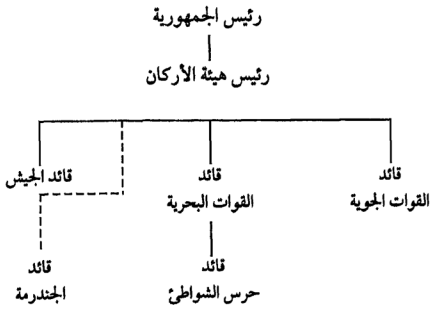 رئيس الجمهورية
رئيس هيئة الأركان
قائد
القوات الجوية
قائد
القوات البحرية
قائد الجيش
قائد
حرس الشواطئ
قائد
الجندرمة